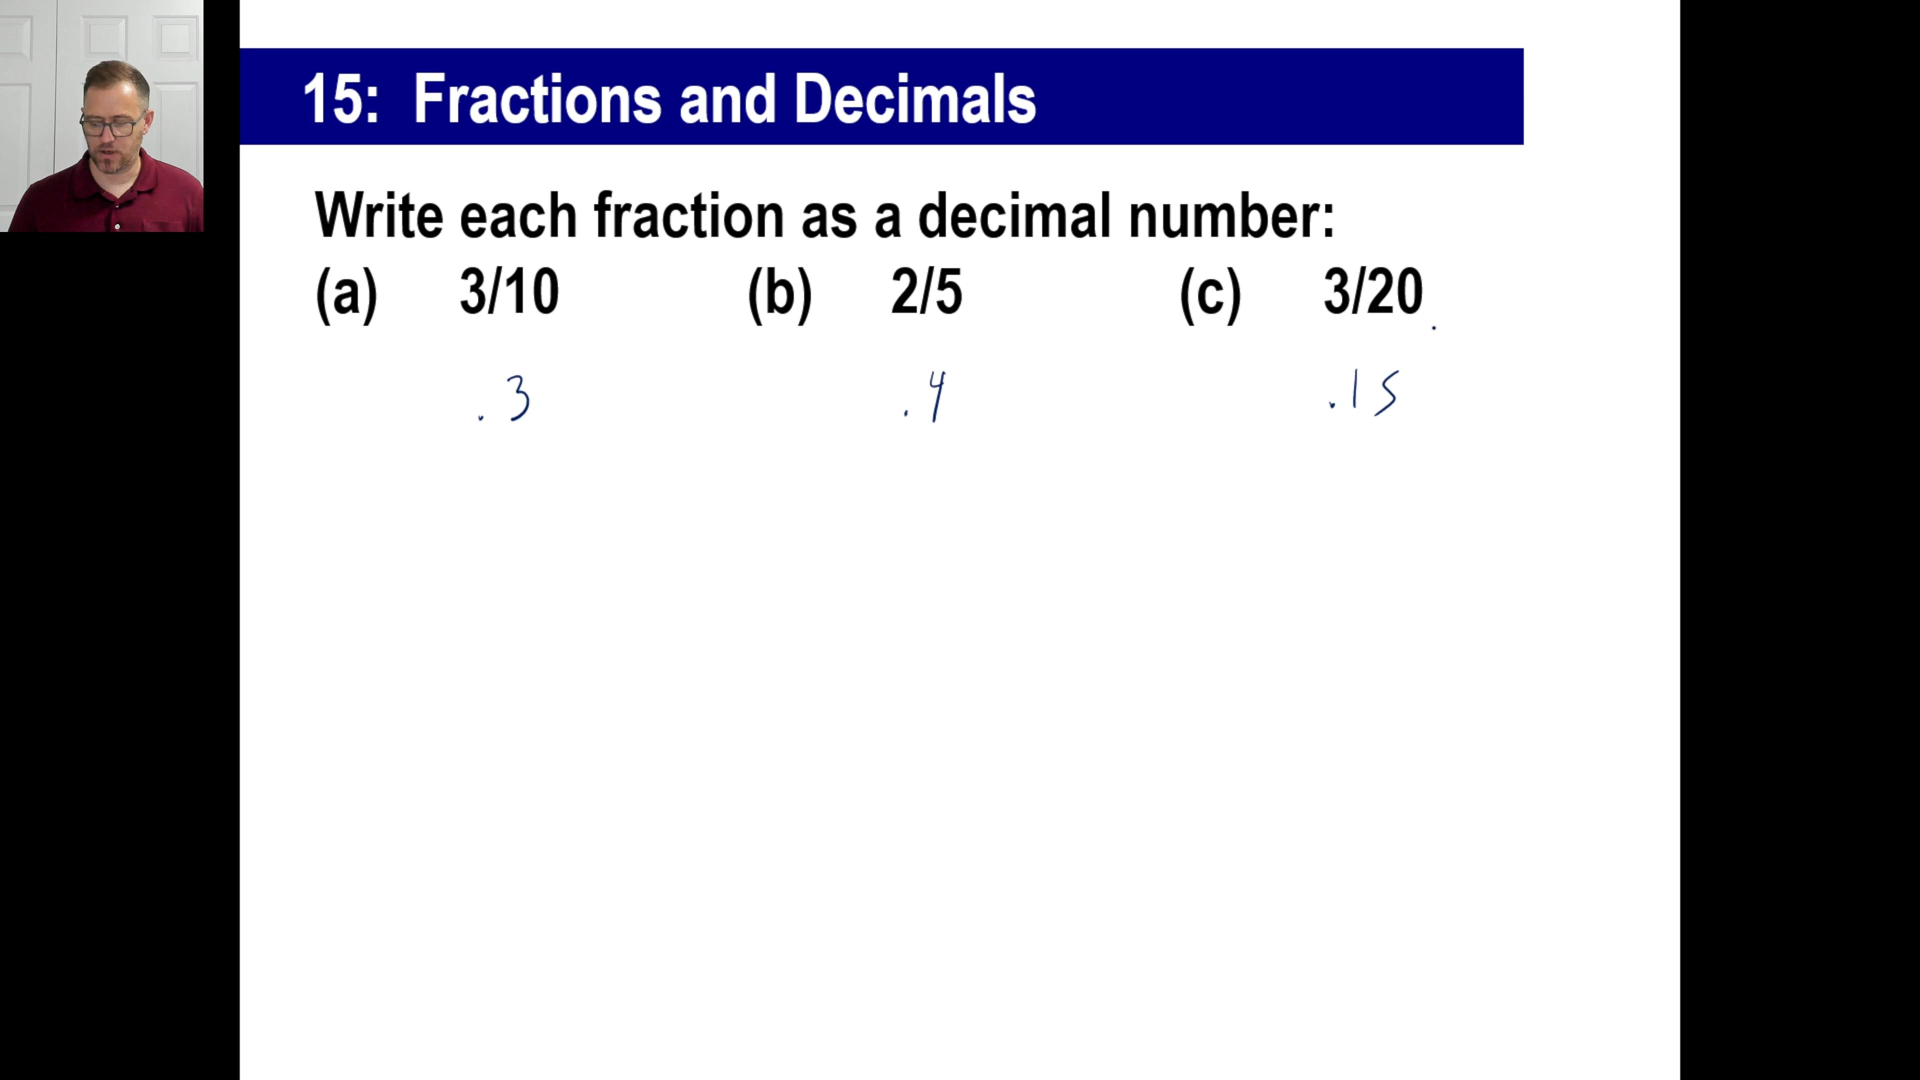 15: Fractions and Decimals
Write each fraction as a decimal number:
(a) 3/10 (b) 2/5 (c) 3/20
.3 .4 .15